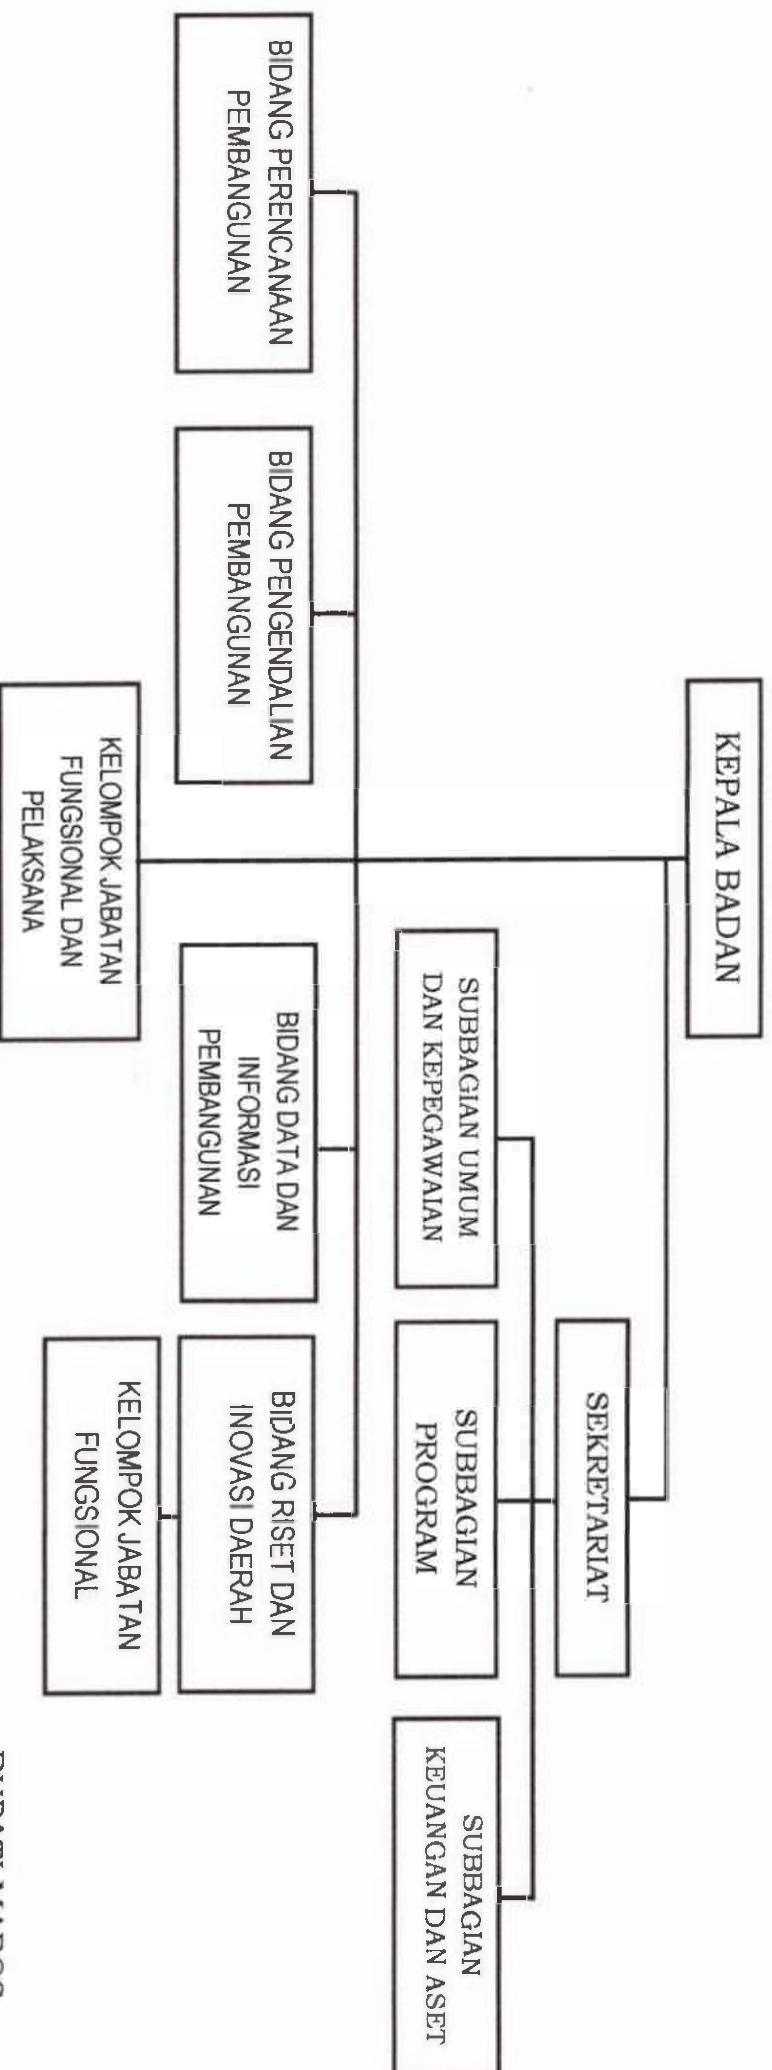 KEPALA BADAN
SEKRETARIAT
SUBBAGIAN UMUM
DAN KEPEGAWAIAN
SUBBAGIAN
PROGRAM
SUBBAGIAN
KEUANGAN DAN ASET
BIDANG PERENCANAAN
PEMBANGUNAN
BIDANG PENGENDALIAN
PEMBANGUNAN
BIDANG DATA DAN
INFORMASI
PEMBANGUNAN
BIDANG RISET DAN
INOVASI DAERAH
KELOMPOK JABATAN
FUNGSIONAL DAN
PELAKSANA
KELOMPOK JABATAN
FUNGSIONAL